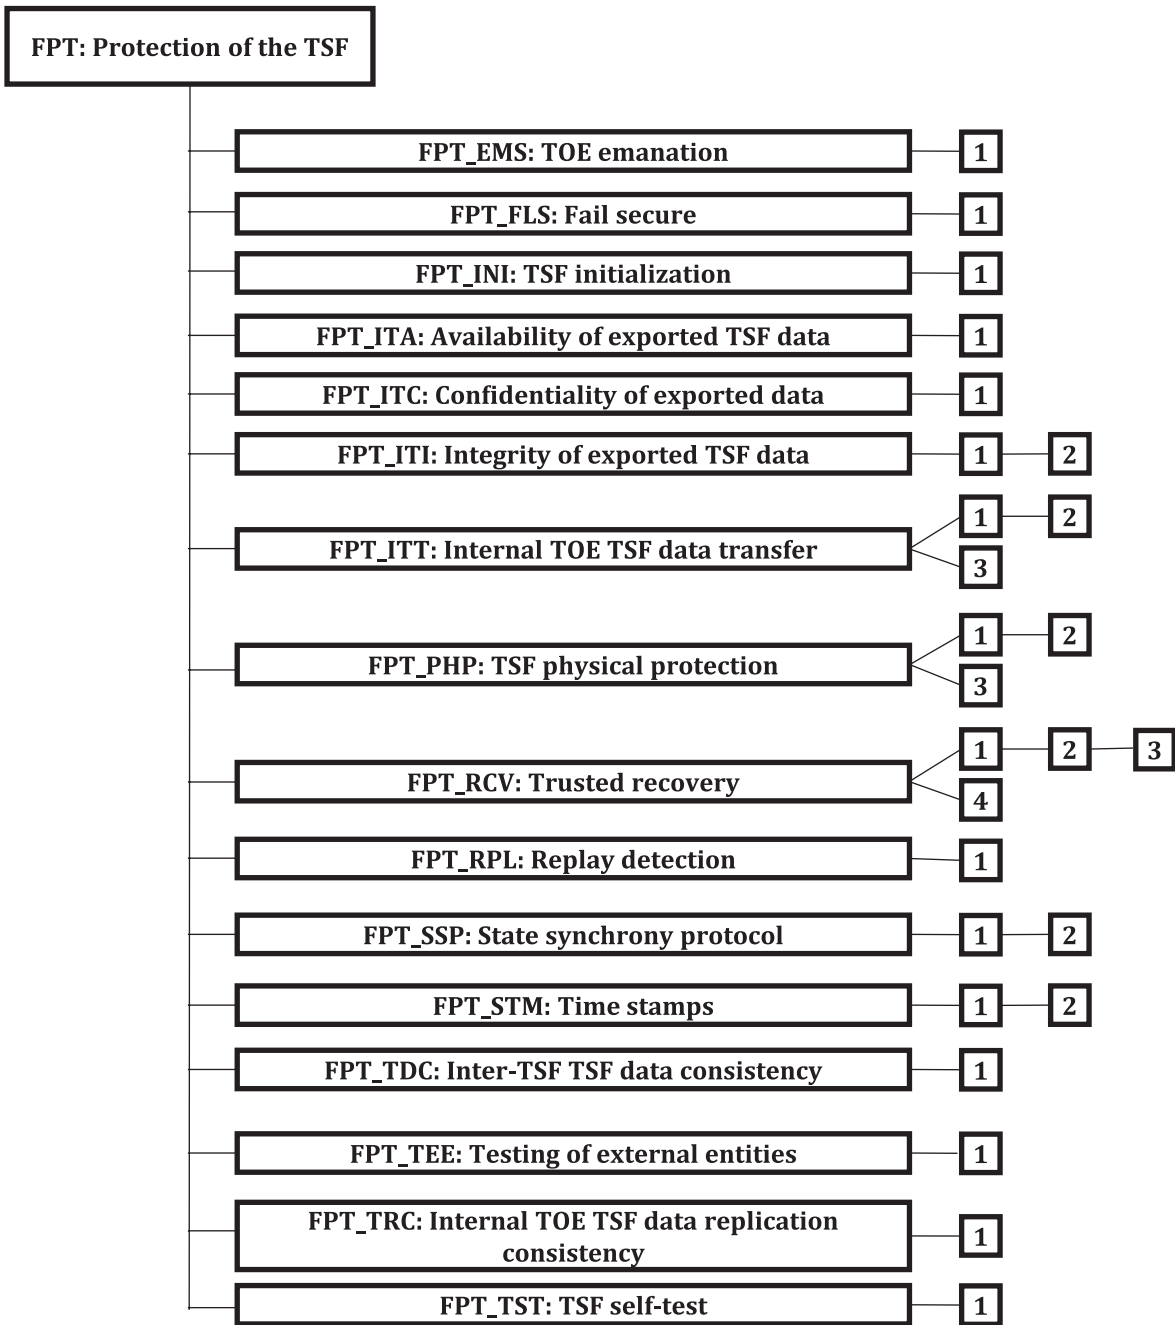 FPT: Protection of the TSF
FPT_EMS: TOE emanation 1
FPT_FLS: Fail secure 1
FPT_INI: TSF initialization 1
FPT_ITA: Availability of exported TSF data 1
FPT_ITC: Confidentiality of exported data 1
FPT_ITI: Integrity of exported TSF data 1 2
1 2
FPT_ITT: Internal TOE TSF data transfer
3
1 2
FPT_PHP: TSF physical protection
3
1 2 3
FPT_RCV: Trusted recovery
4
FPT_RPL: Replay detection 1
FPT_SSP: State synchrony protocol 1 2
FPT_STM: Time stamps 1 2
FPT_TDC: Inter-TSF TSF data consistency 1
FPT_TEE: Testing of external entities 1
FPT_TRC: Internal TOE TSF data replication
consistency
1
FPT_TST: TSF self-test 1